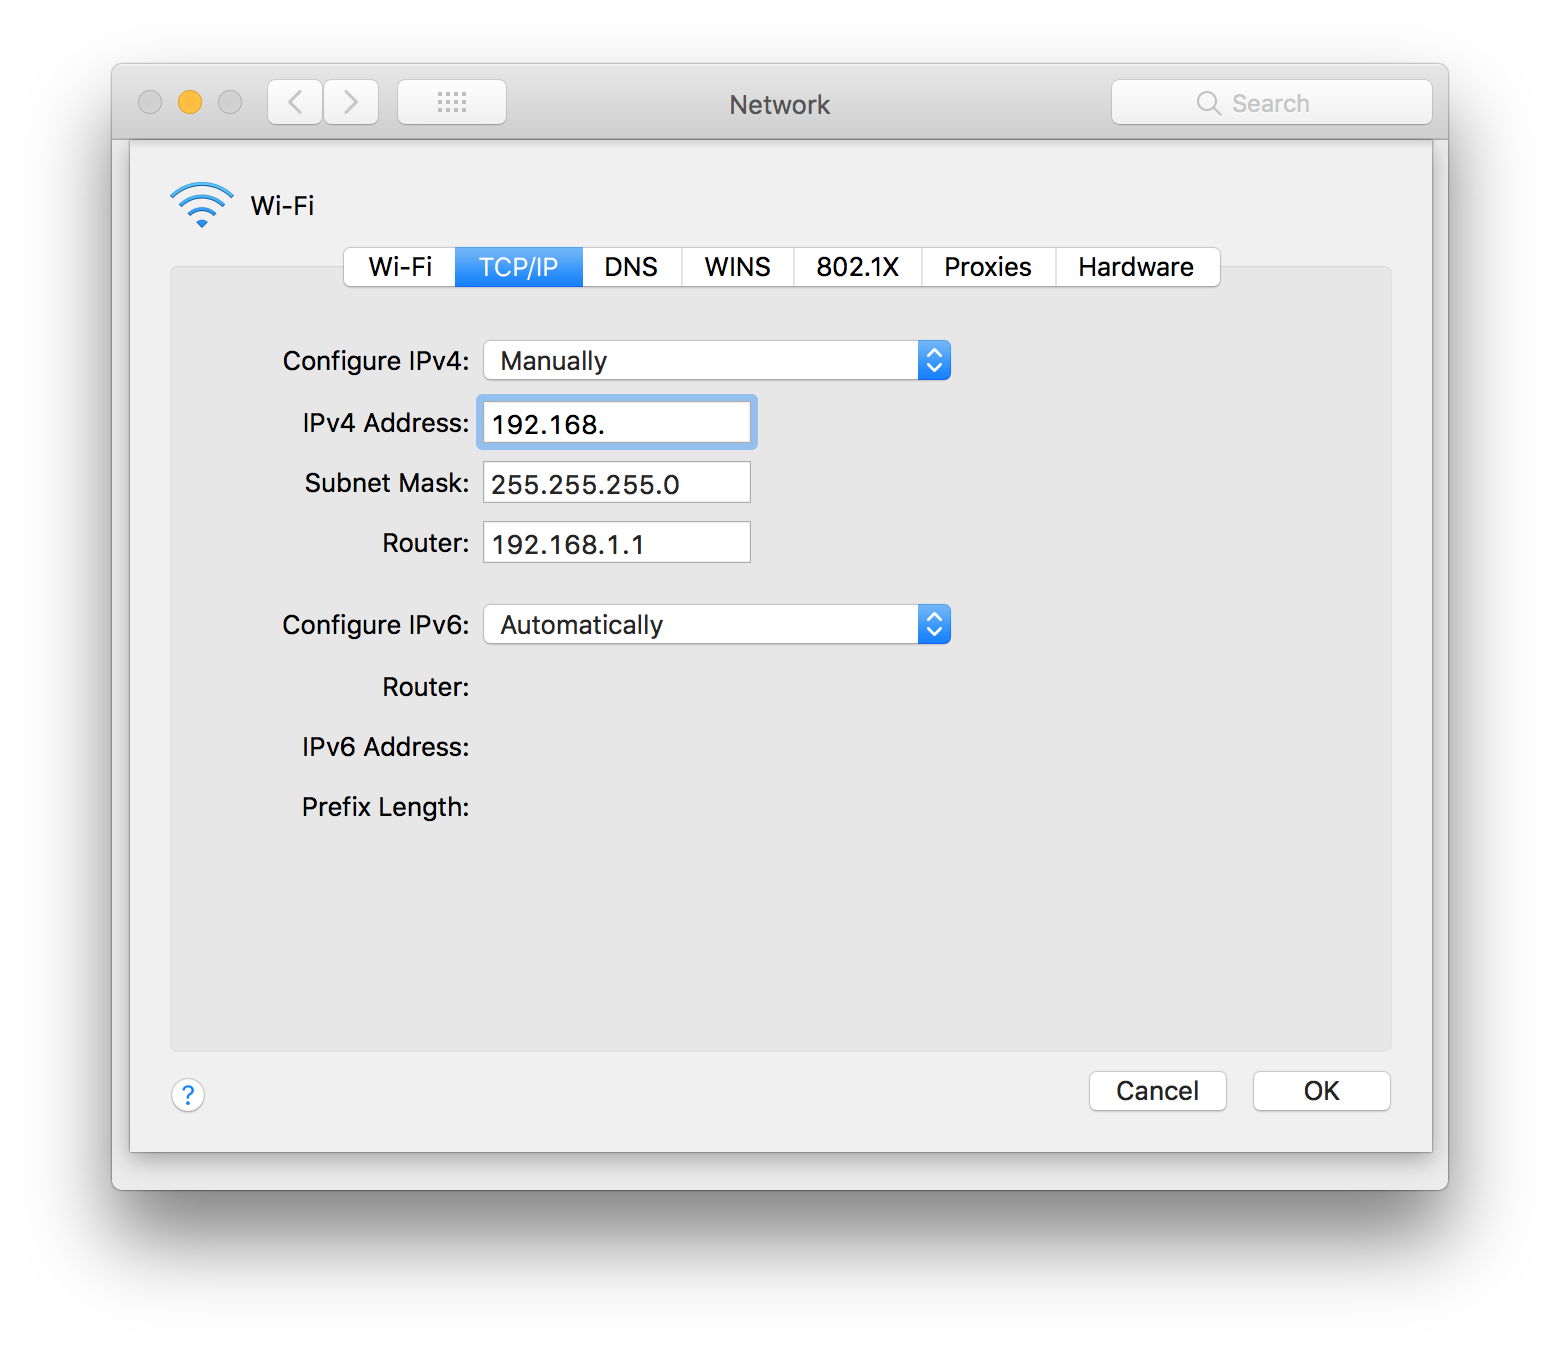 Network
Search
Wi-Fi
Wi-Fi TCP/IP DNS WINS 802.1X Proxies Hardware
Configure IPv4: Manually
IPv4 Address: 192.168.
Subnet Mask: 255.255.255.0
Router: 192.168.1.1
Configure IPv6: Automatically
Router:
IPv6 Address:
Prefix Length:
? Cancel OK